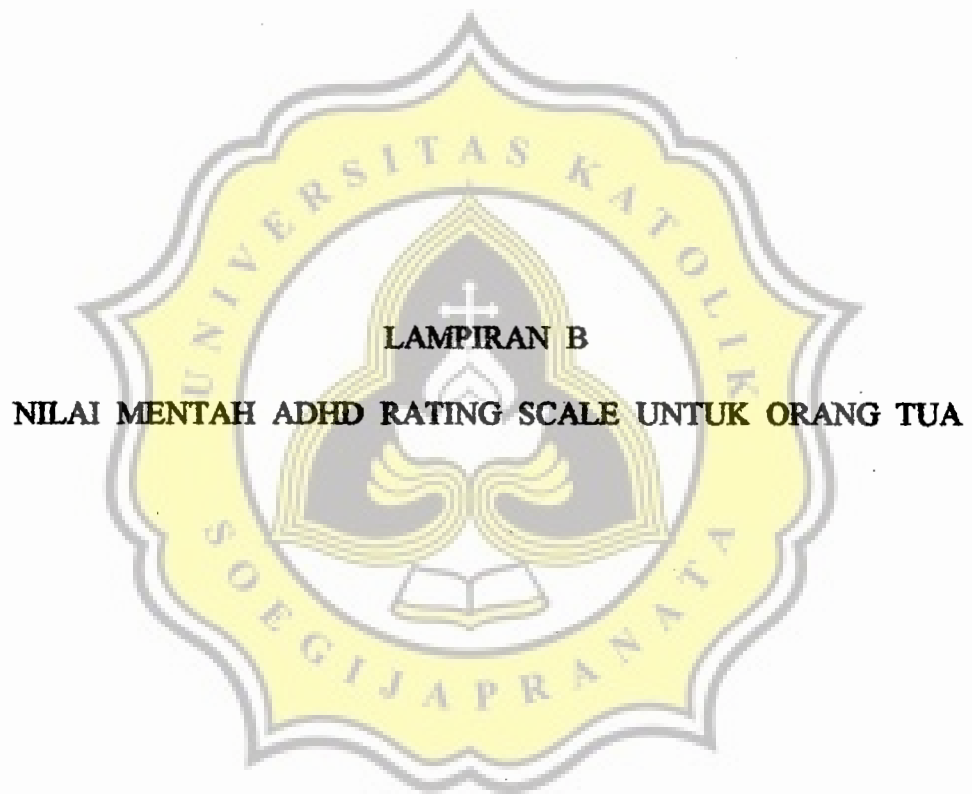 UNIVERSITAS KATOLIK
LAMPIRAN B
NILAI MENTAH ADHD RATING SCALE UNTUK ORANG TUA
SOEGIJAPRANATA